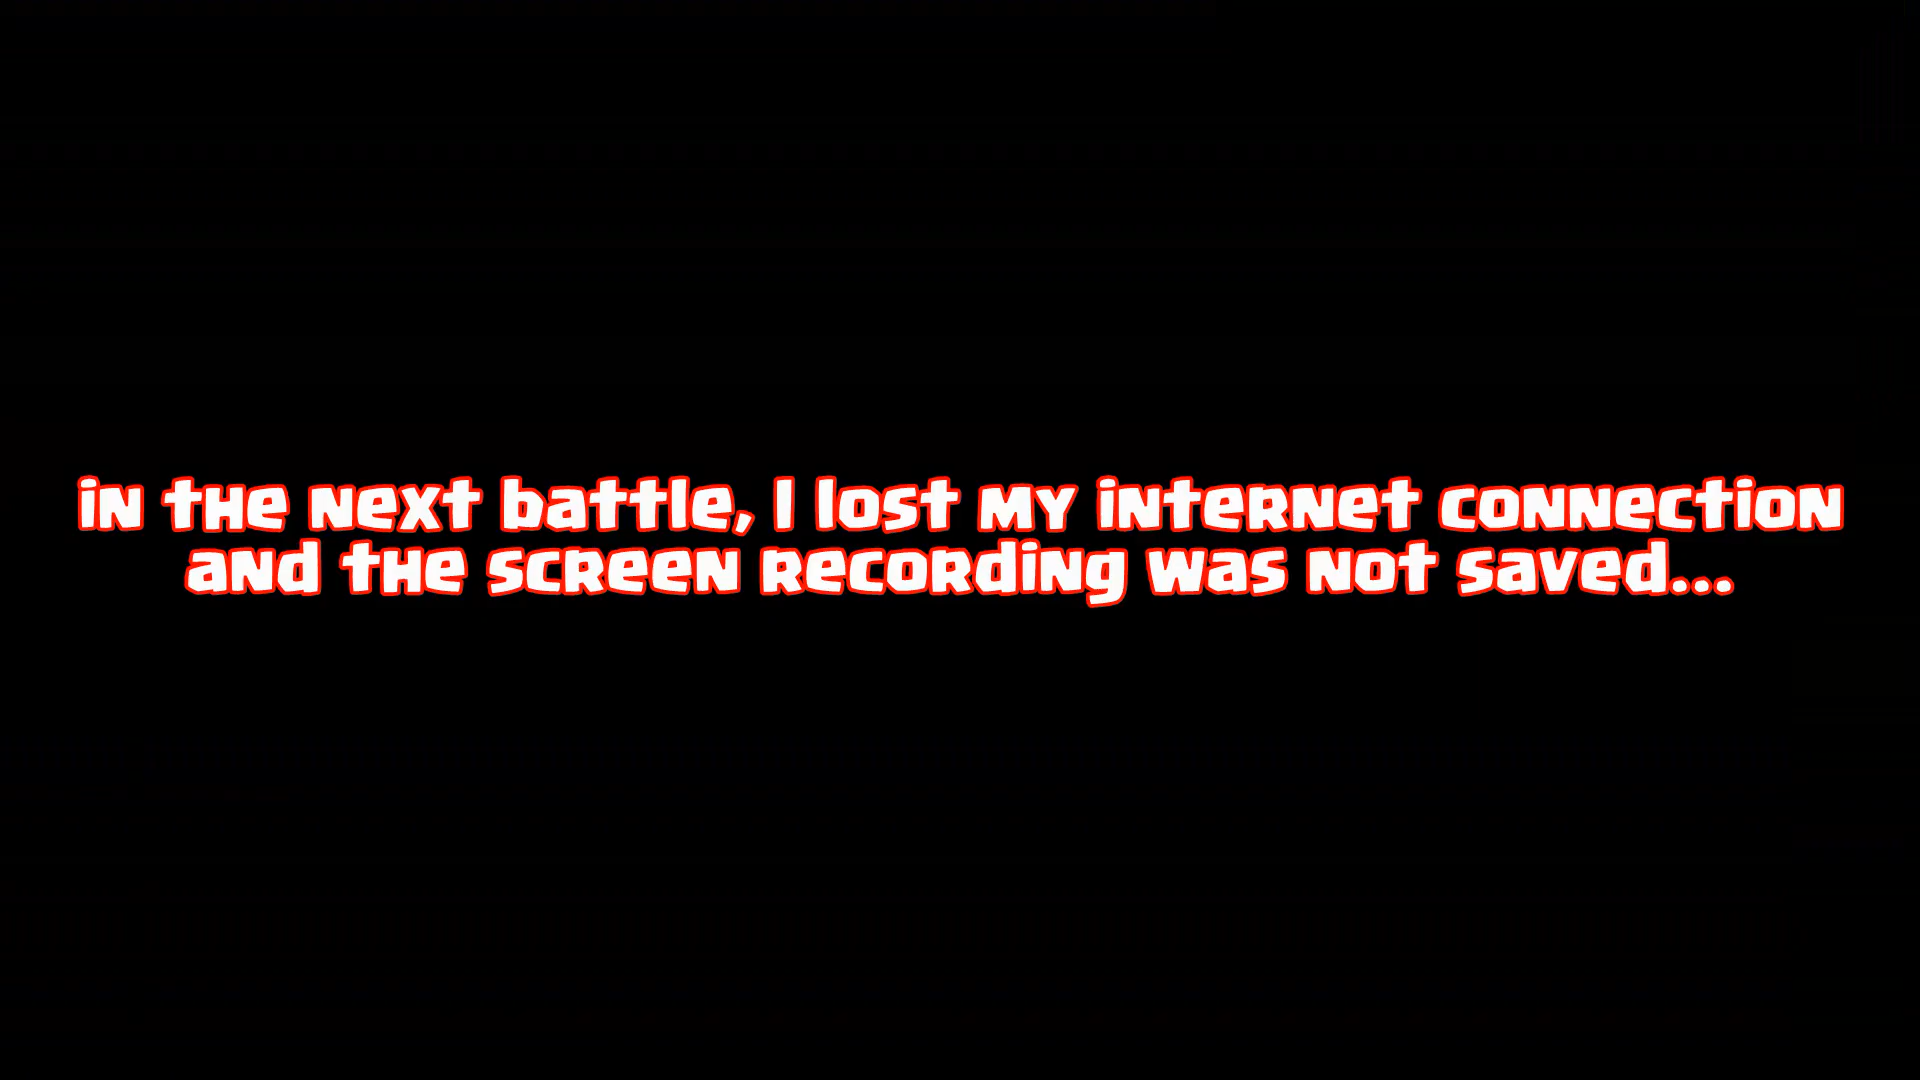 in the next battle, I lost my internet connection
and the screen recording was not saved...